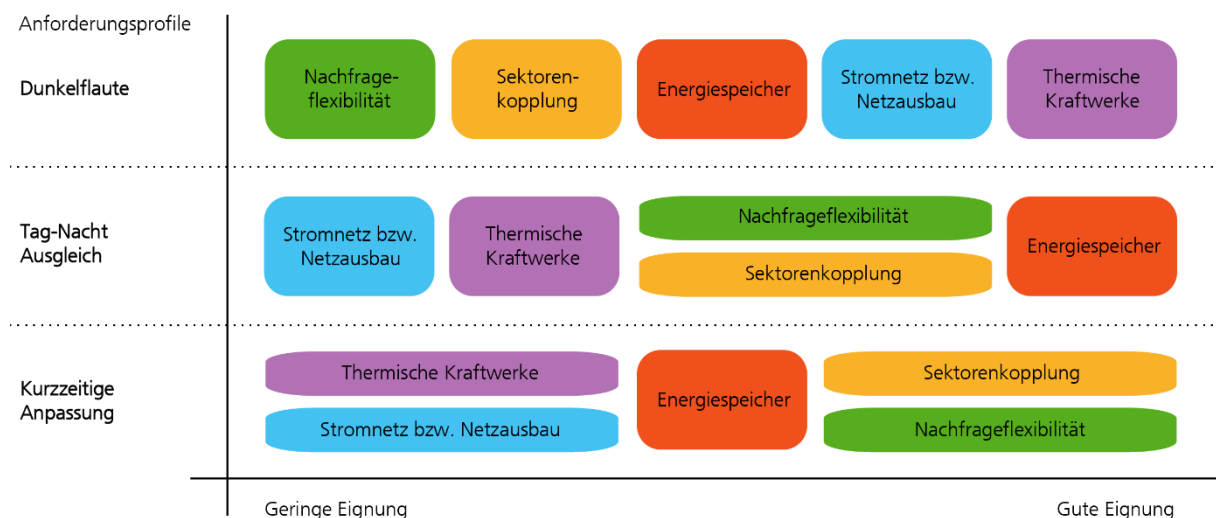 Anforderungsprofile
Dunkelflaute
Nachfrage-
flexibilität
Sektoren-
kopplung
Energiespeicher
Stromnetz bzw.
Netzausbau
Thermische
Kraftwerke
Tag-Nacht
Ausgleich
Stromnetz bzw.
Netzausbau
Thermische
Kraftwerke
Nachfrageflexibilität
Sektorenkopplung
Energiespeicher
Kurzzeitige
Anpassung
Thermische Kraftwerke
Stromnetz bzw. Netzausbau
Energiespeicher
Sektorenkopplung
Nachfrageflexibilität
Geringe Eignung
Gute Eignung